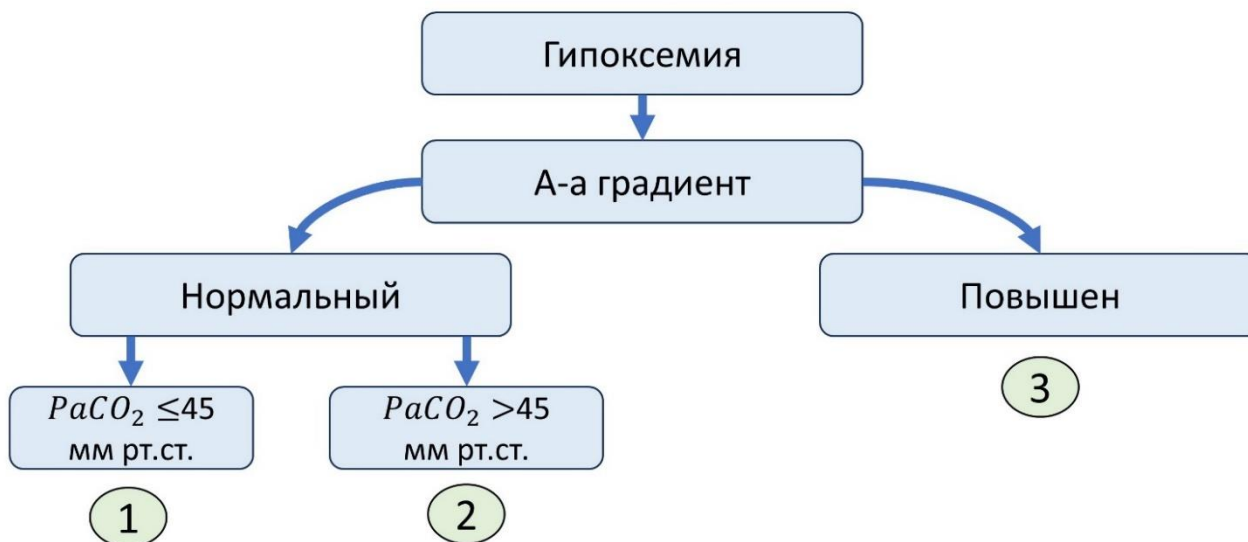 Гипоксемия
А-а градиент
Нормальный
Повышен
PaCO₂ ≤45
мм рт.ст.
PaCO₂ >45
мм рт.ст.
1
2
3